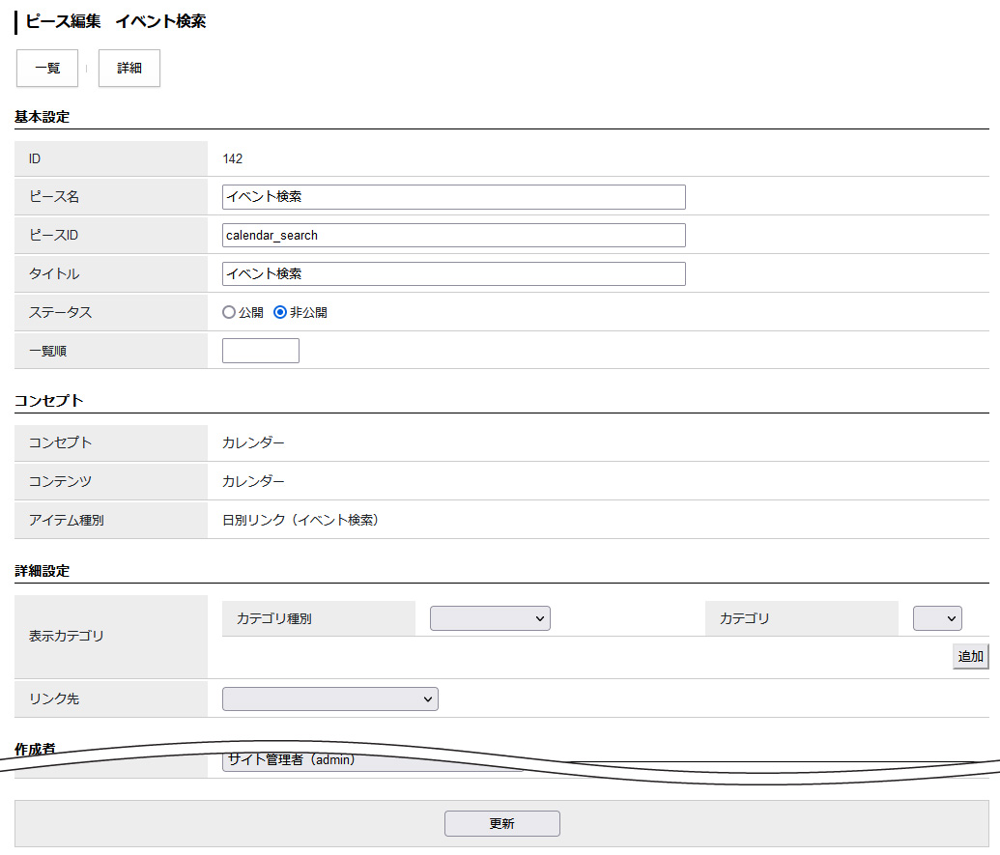 ピース編集　イベント検索
一覧 詳細
基本設定
ID 142
ピース名 イベント検索
ピースID calendar_search
タイトル イベント検索
ステータス 公開 非公開
一覧順
コンセプト
コンセプト カレンダー
コンテンツ カレンダー
アイテム種別 日別リンク（イベント検索）
詳細設定
表示カテゴリ カテゴリ種別 カテゴリ
追加
リンク先
作成者
サイト管理者（admin）
更新